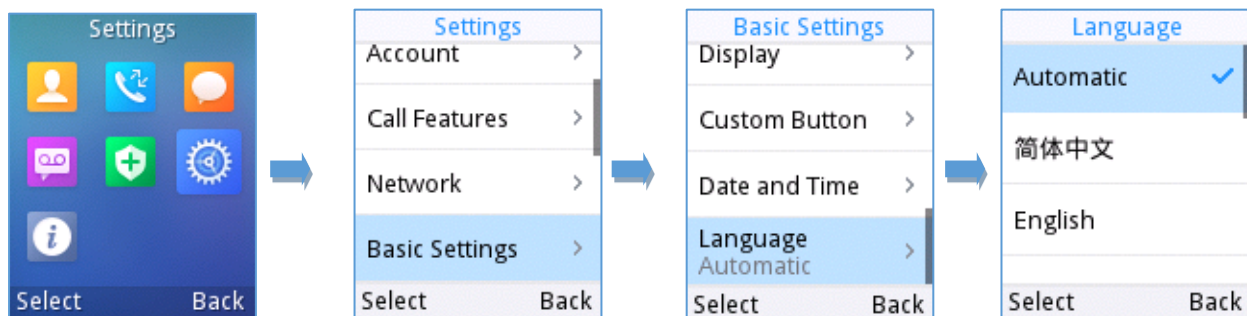 Settings
Select Back
Settings
Account
Call Features
Network
Basic Settings
Select Back
Basic Settings
Display
Custom Button
Date and Time
Language
Automatic
Select Back
Language
Automatic
简体中文
English
Select Back